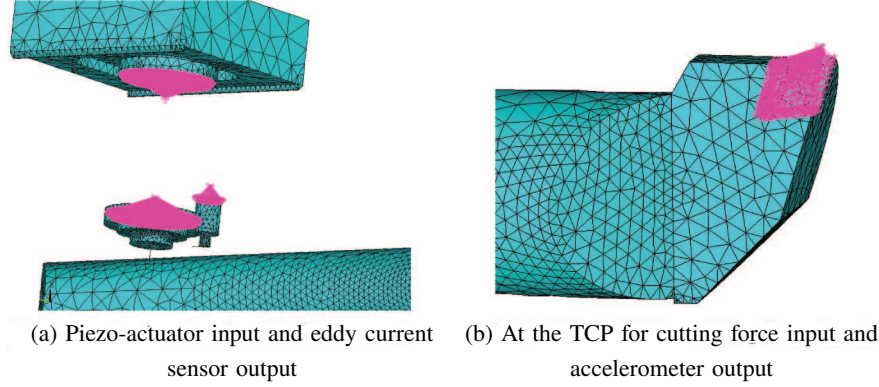 (a) Piezo-actuator input and eddy current
sensor output
(b) At the TCP for cutting force input and
accelerometer output